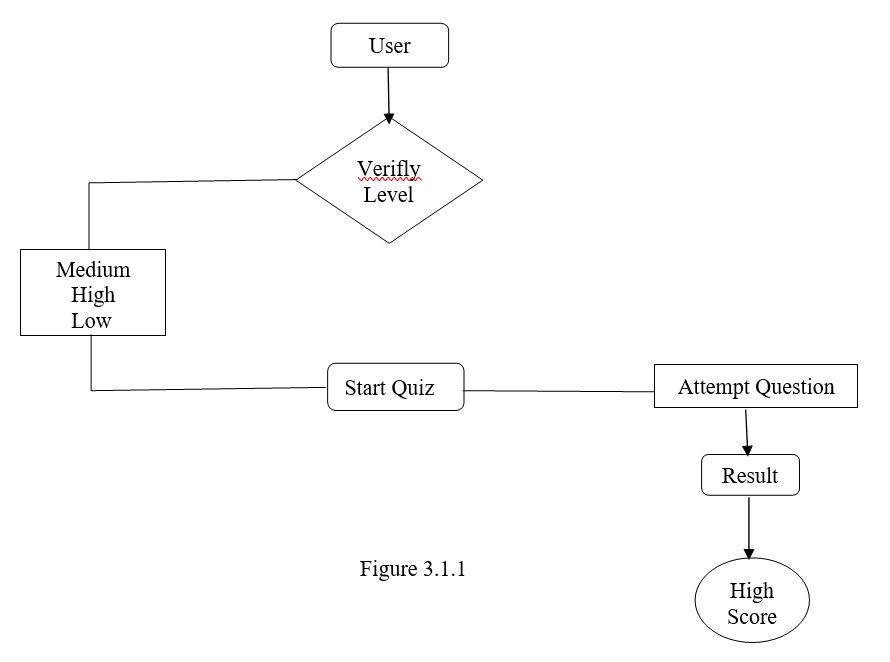 User
Verifly
Level
Medium
High
Low
Start Quiz
Attempt Question
Result
High
Score
Figure 3.1.1